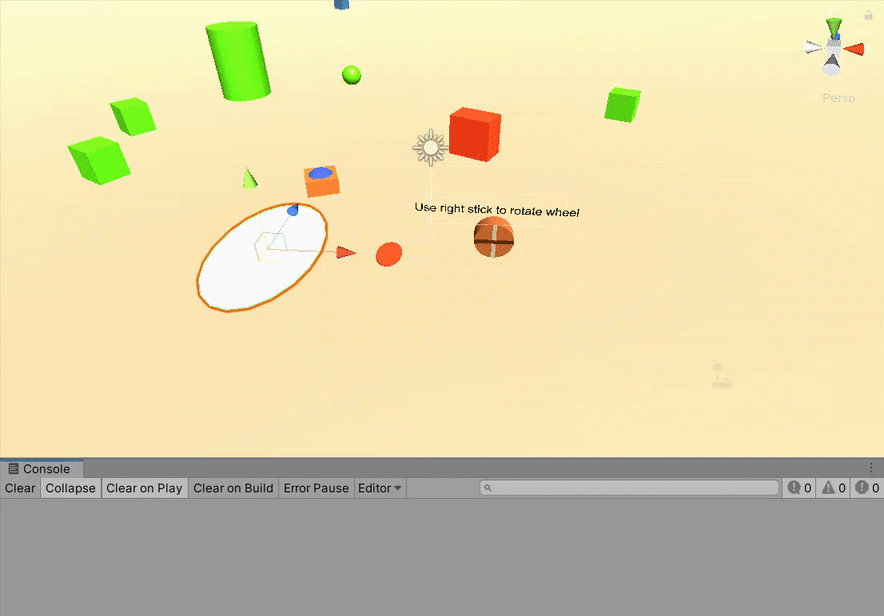 Persp
Use right stick to rotate wheel
Console
Clear Collapse Clear on Play Clear on Build Error Pause Editor 0 0 0